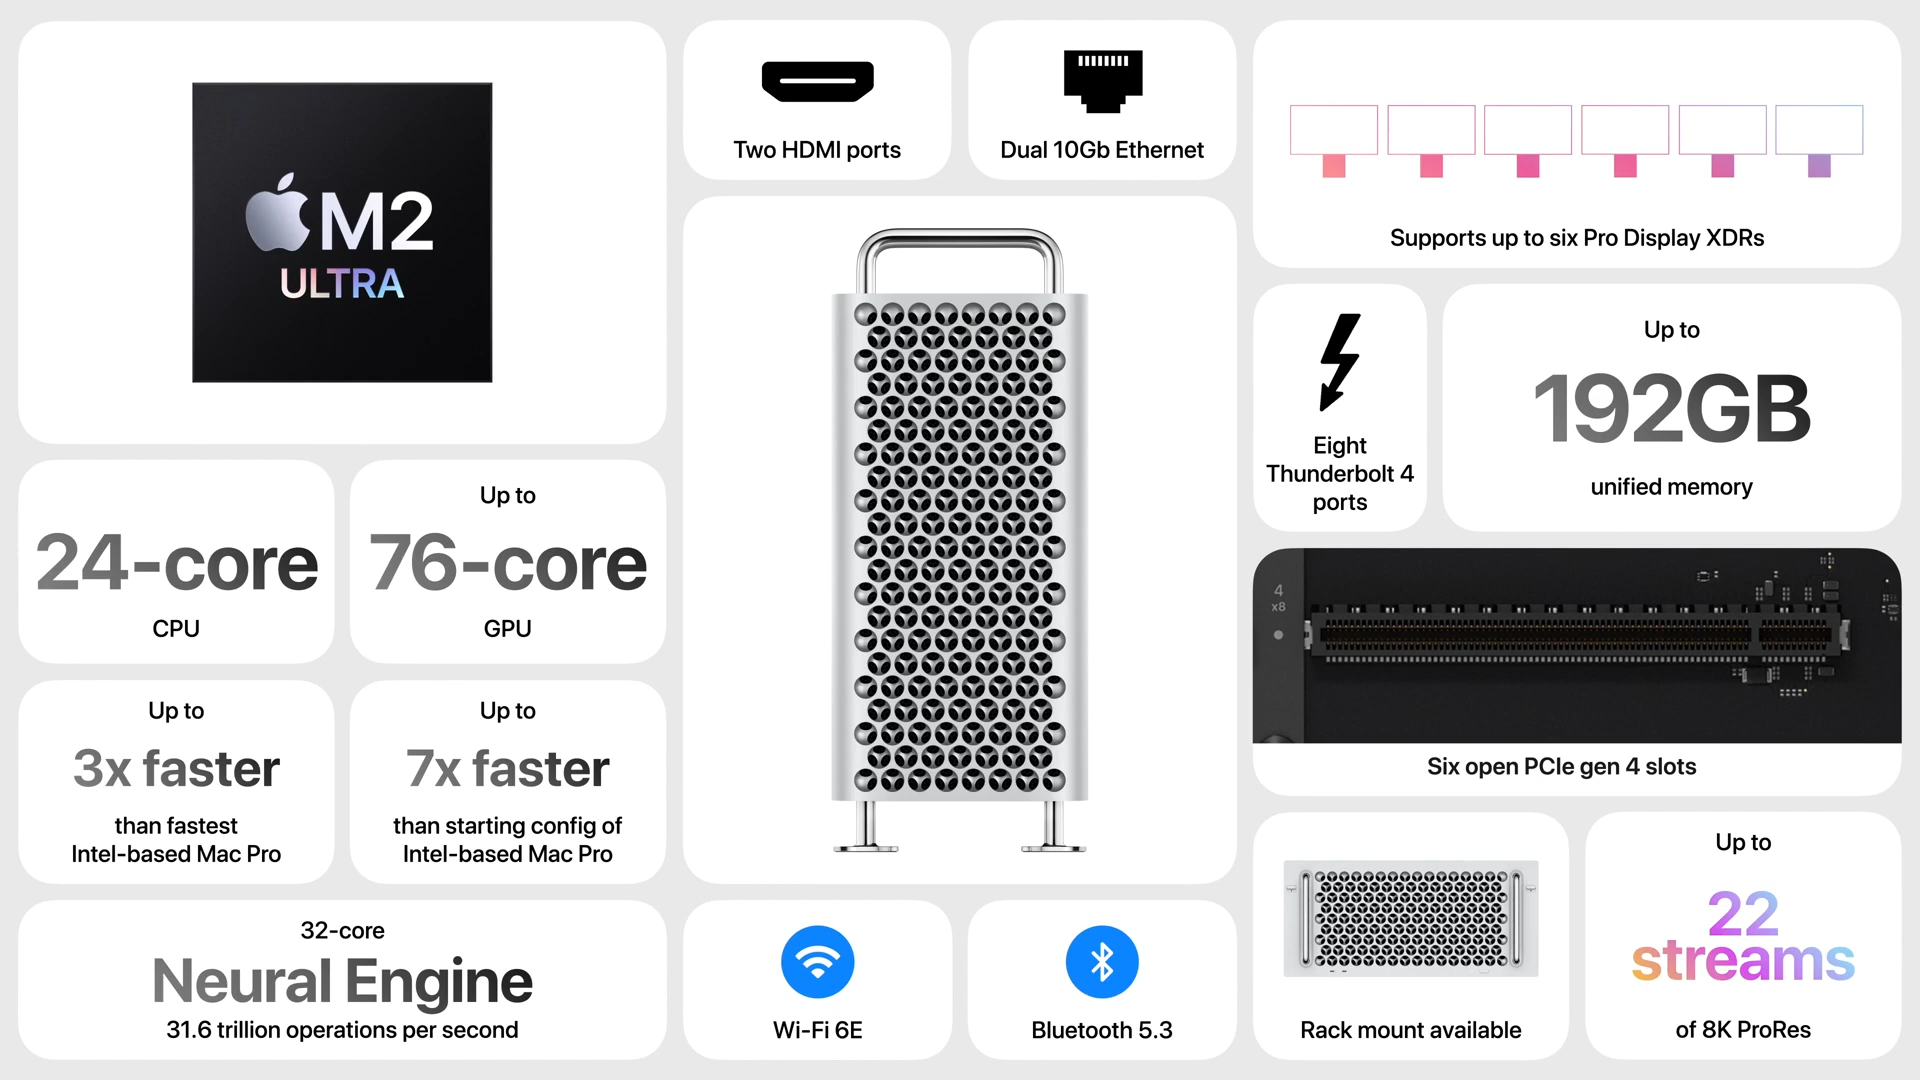 M2
ULTRA
24-core
CPU
Up to
76-core
GPU
Up to
3x faster
than fastest
Intel-based Mac Pro
Up to
7x faster
than starting config of
Intel-based Mac Pro
32-core
Neural Engine
31.6 trillion operations per second
Two HDMI ports
Dual 10Gb Ethernet
Wi-Fi 6E
Bluetooth 5.3
Supports up to six Pro Display XDRs
Eight
Thunderbolt 4
ports
Up to
192GB
unified memory
4
x8
Six open PCIe gen 4 slots
Rack mount available
Up to
22
streams
of 8K ProRes